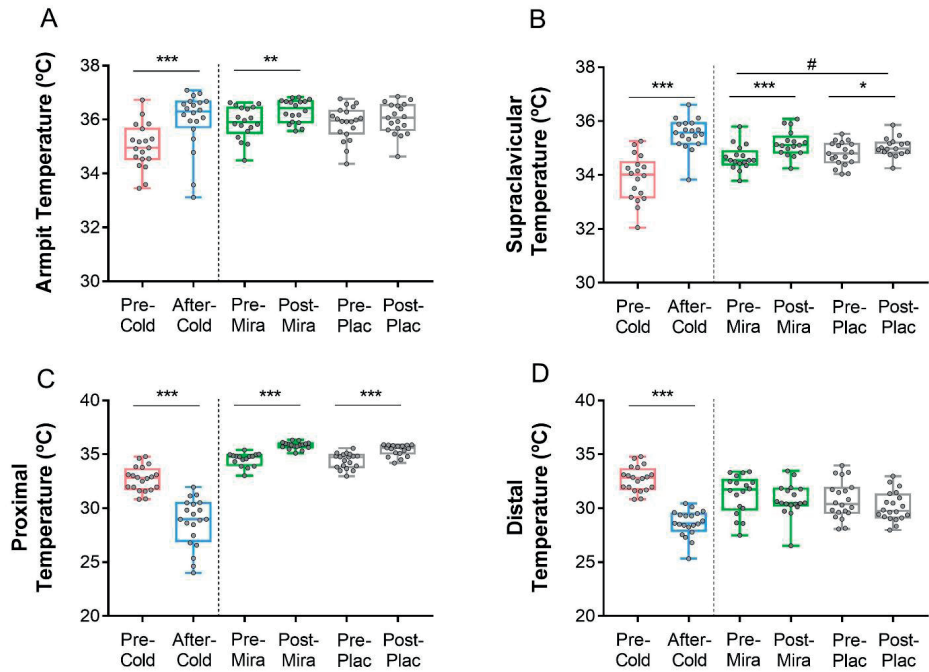 A
Armpit Temperature (ºC)
38
36
34
32
30
***
**
Pre-
Cold
After-
Cold
Pre-
Mira
Post-
Mira
Pre-
Plac
Post-
Plac
B
Supraclavicular
Temperature (ºC)
38
36
34
32
30
***
***
*
#
Pre-
Cold
After-
Cold
Pre-
Mira
Post-
Mira
Pre-
Plac
Post-
Plac
C
Proximal
Temperature (ºC)
40
35
30
25
20
***
***
***
Pre-
Cold
After-
Cold
Pre-
Mira
Post-
Mira
Pre-
Plac
Post-
Plac
D
Distal
Temperature (ºC)
40
35
30
25
20
***
Pre-
Cold
After-
Cold
Pre-
Mira
Post-
Mira
Pre-
Plac
Post-
Plac